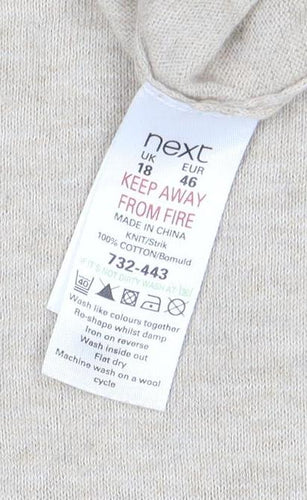 next
UK EUR
18 46
KEEP AWAY
FROM FIRE
MADE IN CHINA
KNIT/Strik
100% COTTON/Bomuld
732-443
IF IT'S NOT DIRTY WASH AT 30°
40
Wash like colours together
Re-shape whilst damp
Iron on reverse
Wash inside out
Flat dry
Machine wash on a wool
cycle